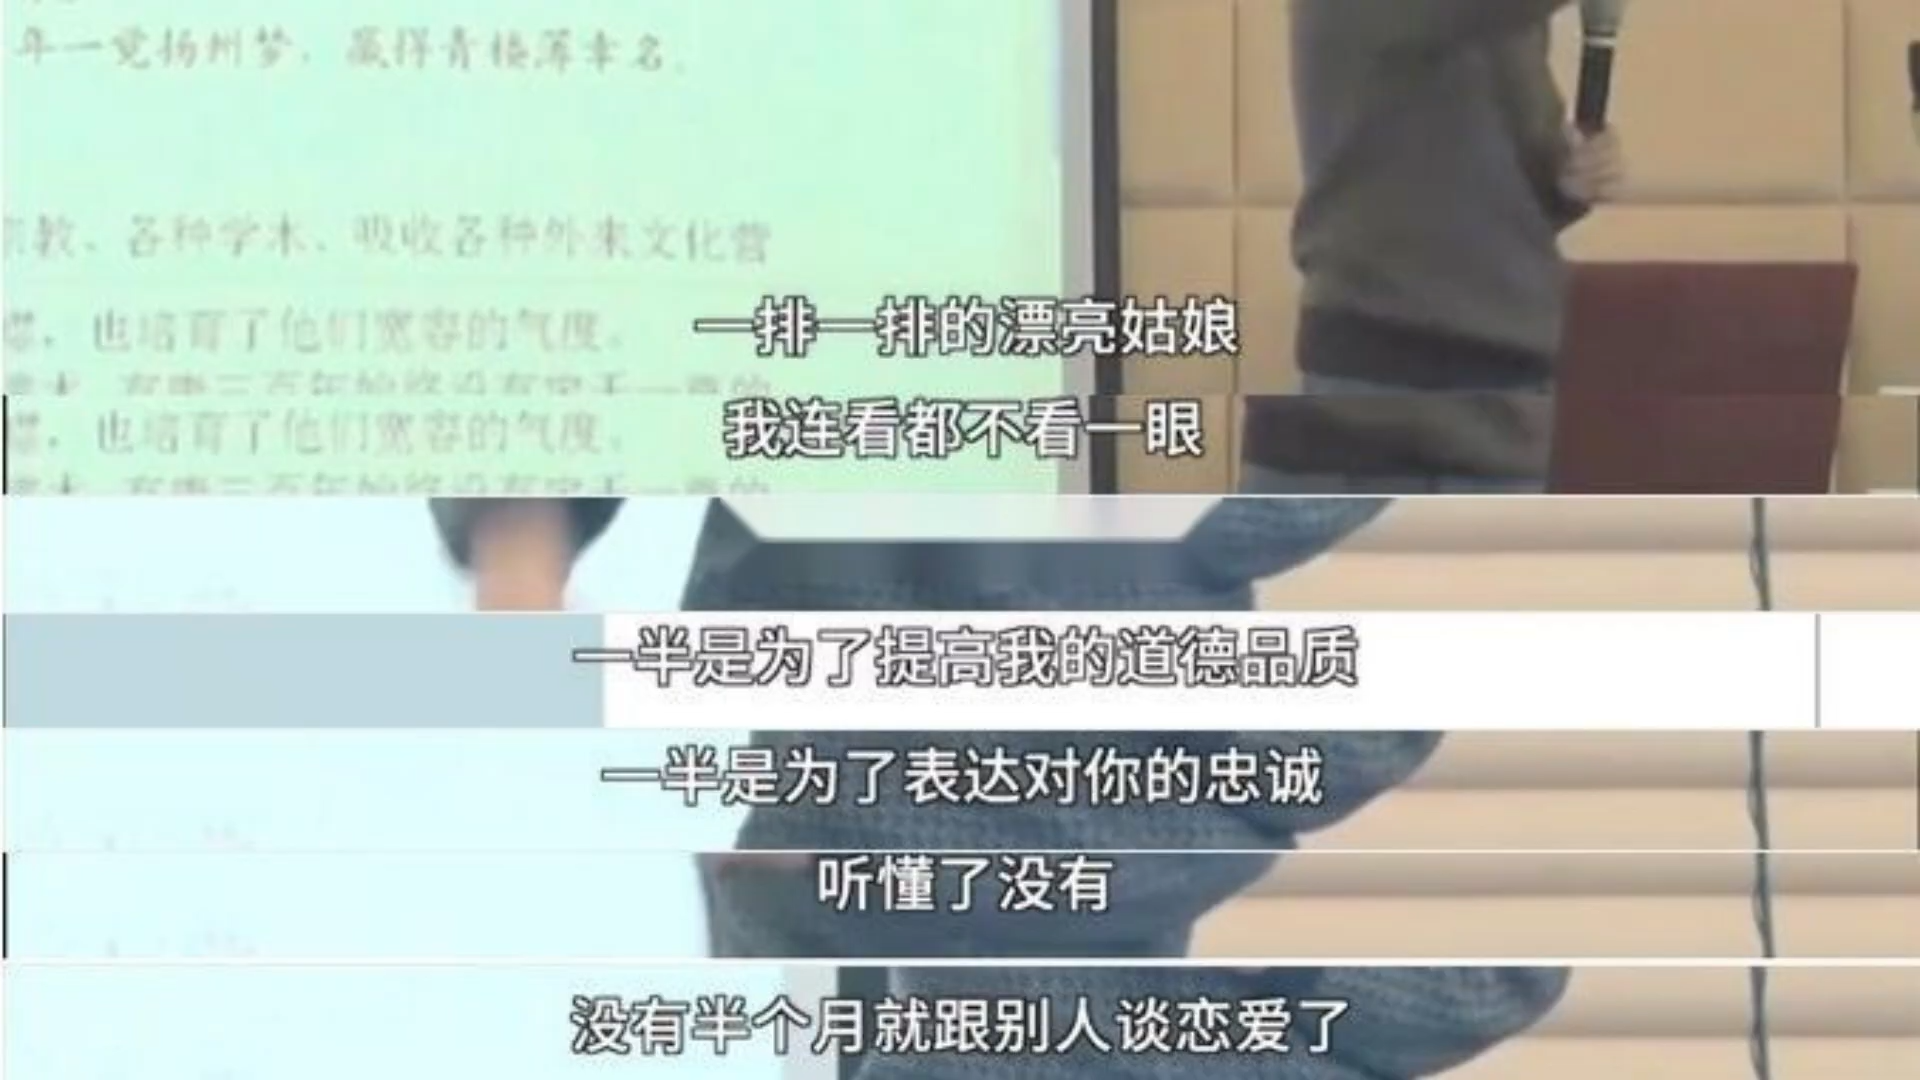 年一觉扬州梦，赢得青楼薄幸名。
宗教、各种学术、吸收各种外来文化营
也培育了他们宽容的气度。
一排一排的漂亮姑娘
我连看都不看一眼
也培育了他们宽容的气度。
一半是为了提高我的道德品质
一半是为了表达对你的忠诚
听懂了没有
没有半个月就跟别人谈恋爱了